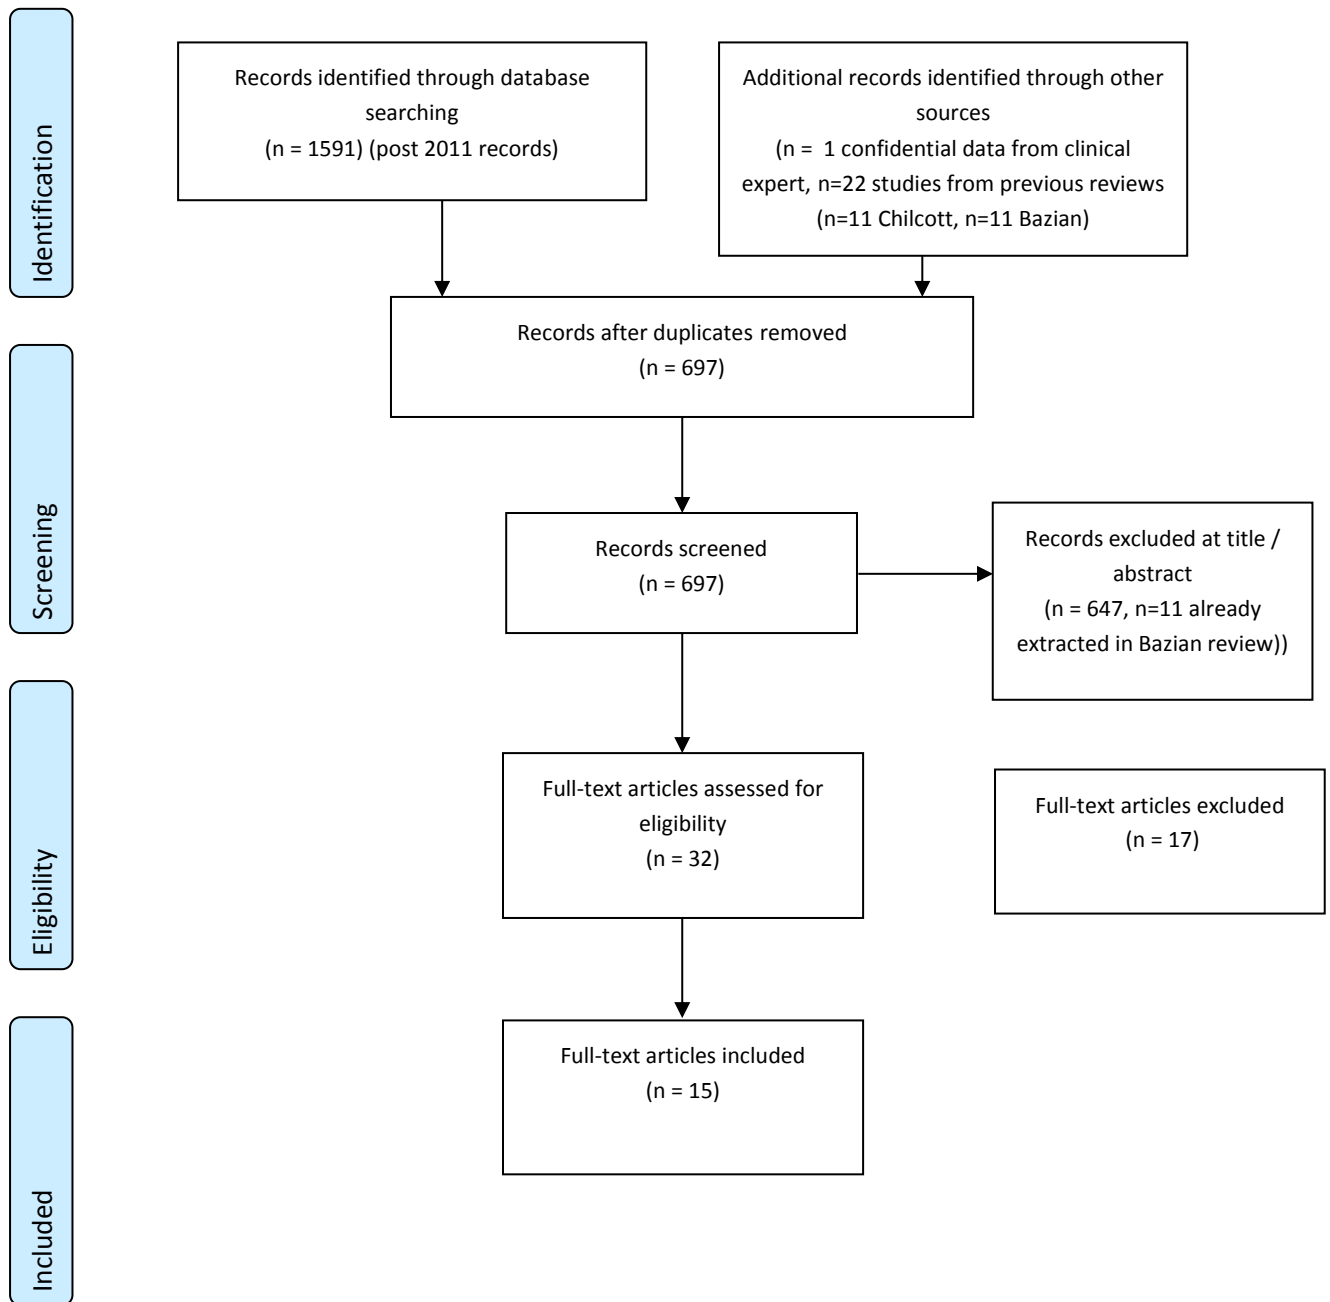 Identification
Records identified through database
searching
(n = 1591) (post 2011 records)
Additional records identified through other
sources
(n = 1 confidential data from clinical
expert, n=22 studies from previous reviews
(n=11 Chilcott, n=11 Bazian)
Records after duplicates removed
(n = 697)
Screening
Records screened
(n = 697)
Records excluded at title /
abstract
(n = 647, n=11 already
extracted in Bazian review))
Eligibility
Full-text articles assessed for
eligibility
(n = 32)
Full-text articles excluded
(n = 17)
Included
Full-text articles included
(n = 15)